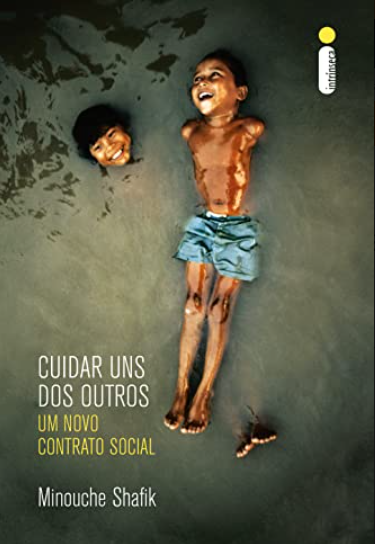 intrínseca
CUIDAR UNS
DOS OUTROS
UM NOVO
CONTRATO SOCIAL
Minouche Shafik